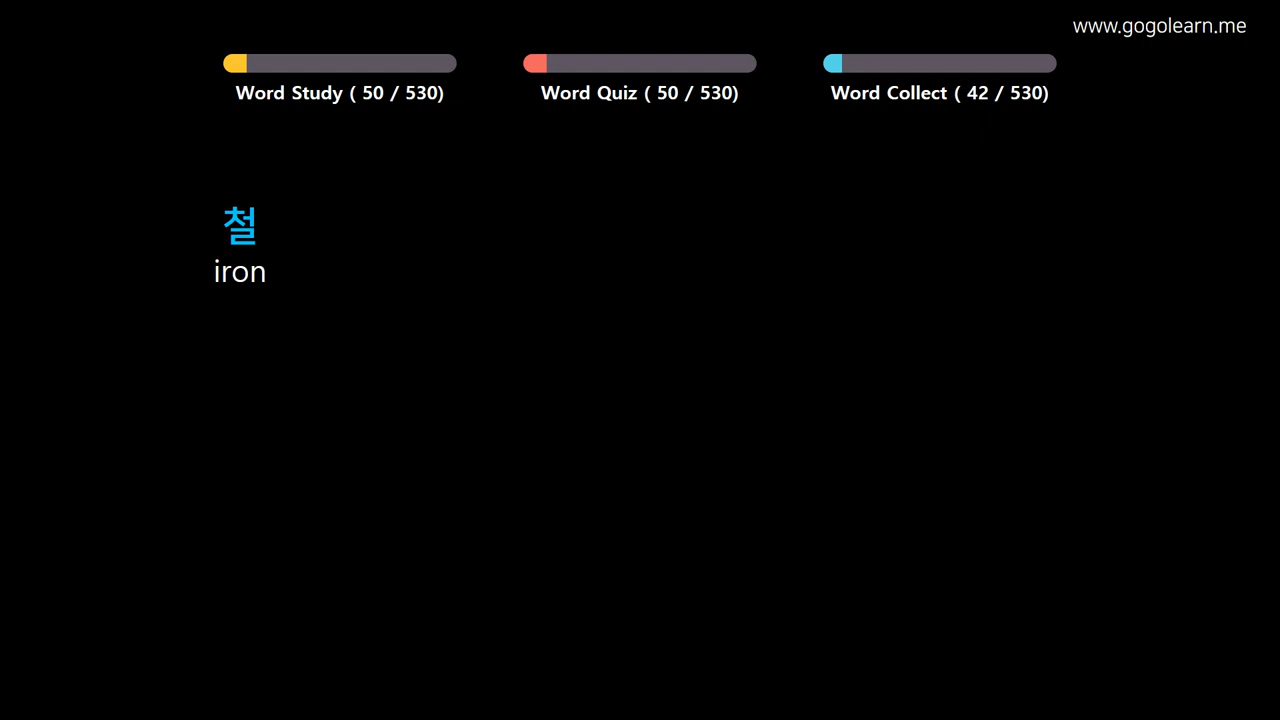 www.gogolearn.me
Word Study ( 50 / 530)
Word Quiz ( 50 / 530)
Word Collect ( 42 / 530)
철
iron